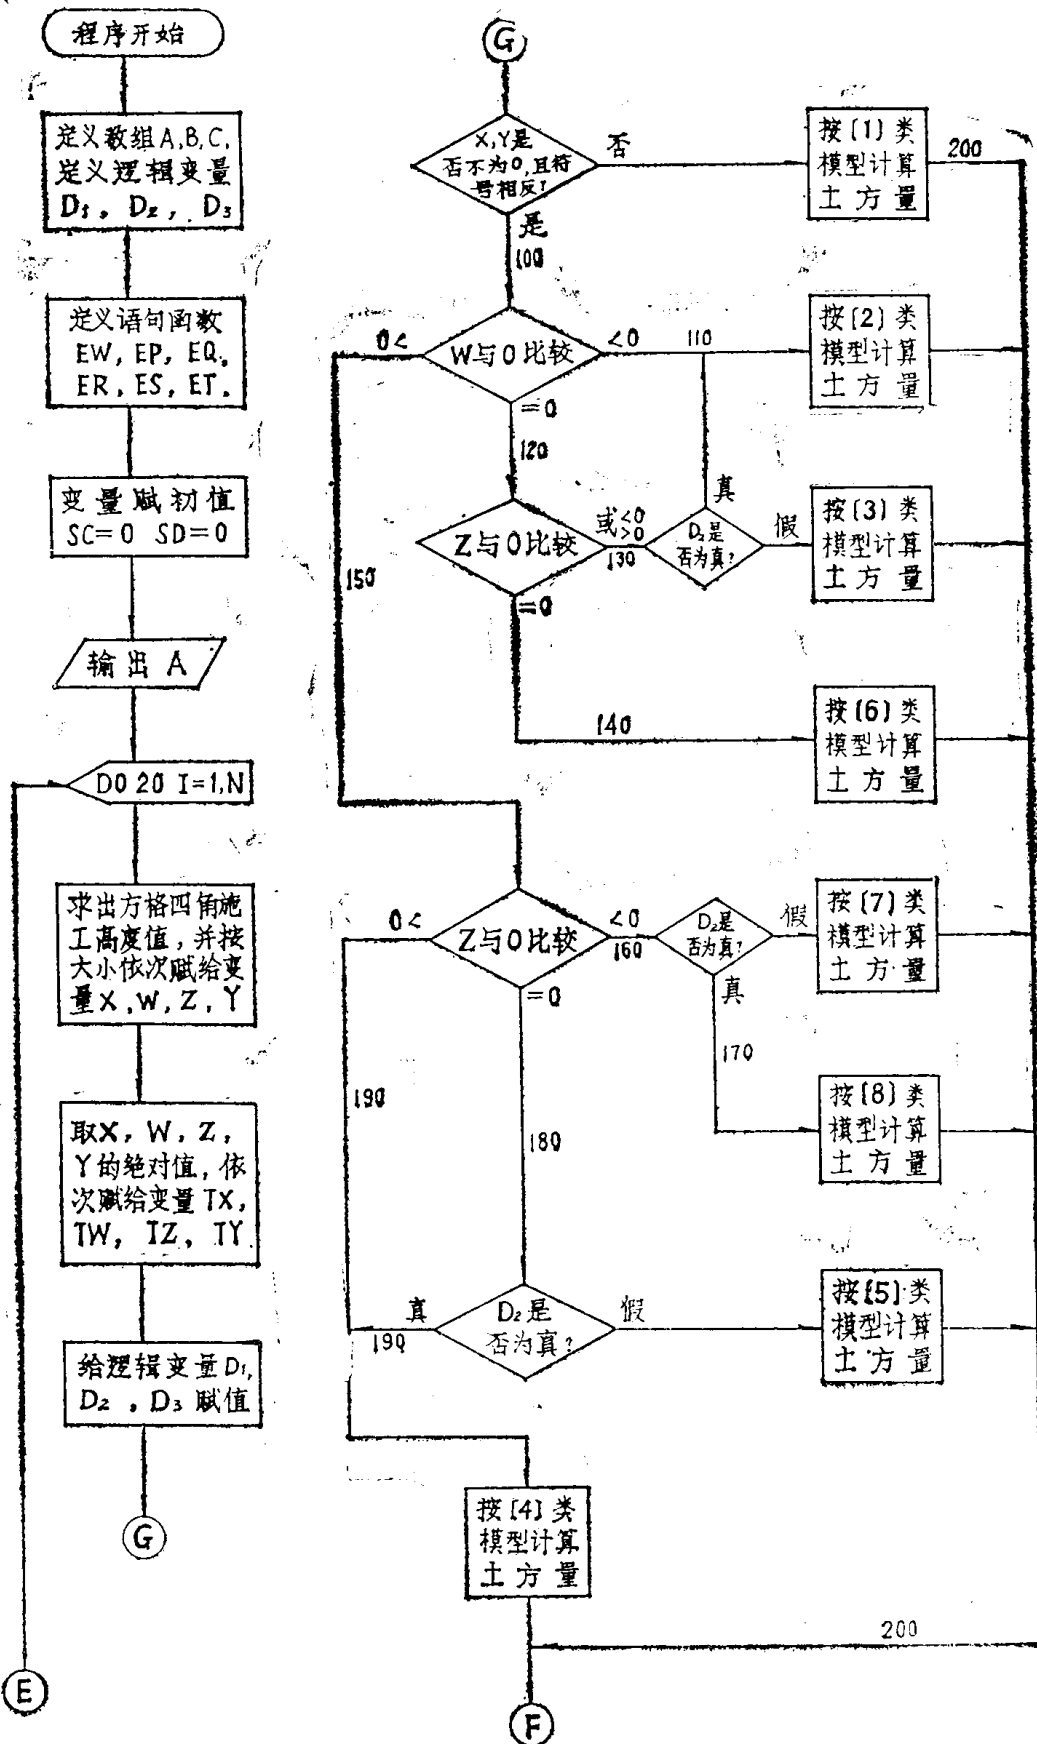 程序开始
定义数组A,B,C,
定义逻辑变量
D₁，D₂，D₃
定义语句函数
EW，EP，EQ，
ER，ES，ET。
变量赋初值
SC=0 SD=0
输出 A
DO 20 I=1,N
求出方格四角施
工高度值，并按
大小依次赋给变
量X,W,Z,Y
取X，W，Z，
Y的绝对值，依
次赋给变量TX，
TW，TZ，TY
给逻辑变量D₁,
D₂，D₃赋值
G
E
G
X,Y是
否不为0,且符
号相反?
否
是
100
按〔1〕类
模型计算
土方量
200
0<
W与0比较
<0
110
=0
120
按〔2〕类
模型计算
土方量
Z与0比较
或<0
>0
130
D₂是
否为真?
真
假
按〔3〕类
模型计算
土方量
150
=0
140
按〔6〕类
模型计算
土方量
0<
Z与0比较
<0
160
=0
D₂是
否为真?
假
真
按〔7〕类
模型计算
土方量
170
按〔8〕类
模型计算
土方量
190
180
真
190
D₂是
否为真?
假
按〔5〕类
模型计算
土方量
按〔4〕类
模型计算
土方量
200
F